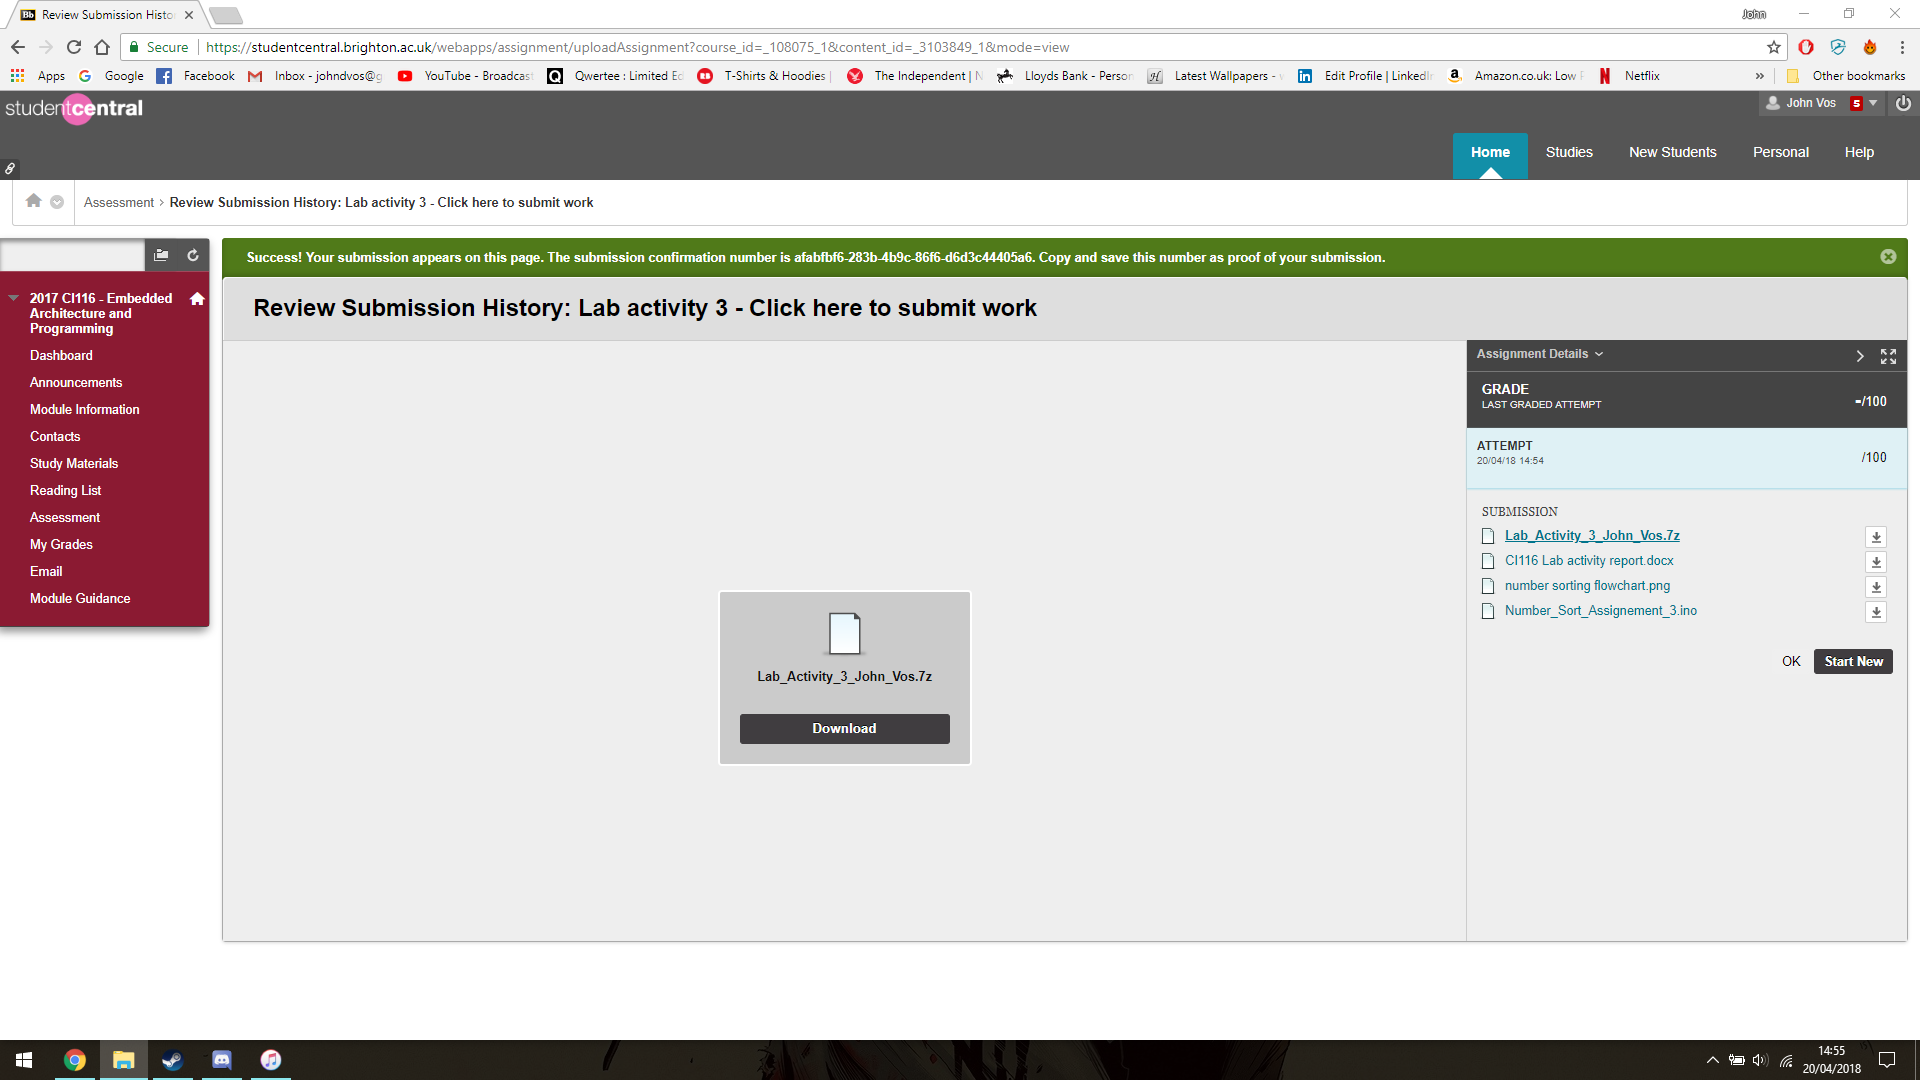 Review Submission Histo
John
Secure
https://studentcentral.brighton.ac.uk/webapps/assignment/uploadAssignment?course_id=_108075_1&content_id=_3103849_1&mode=view
Apps
Google
Facebook
Inbox - johndvos@g
YouTube - Broadcast
Qwertee : Limited Ed
T-Shirts & Hoodies |
The Independent | N
Lloyds Bank - Person
Latest Wallpapers -
Edit Profile | LinkedIn
Amazon.co.uk: Low
Netflix
»
Other bookmarks
studentcentral
John Vos
5
Home
Studies
New Students
Personal
Help
Assessment › Review Submission History: Lab activity 3 - Click here to submit work
Success! Your submission appears on this page. The submission confirmation number is afabfbf6-283b-4b9c-86f6-d6d3c44405a6. Copy and save this number as proof of your submission.
2017 CI116 - Embedded
Architecture and
Programming
Dashboard
Announcements
Module Information
Contacts
Study Materials
Reading List
Assessment
My Grades
Email
Module Guidance
Review Submission History: Lab activity 3 - Click here to submit work
Lab_Activity_3_John_Vos.7z
Download
Assignment Details
GRADE
LAST GRADED ATTEMPT
-/100
ATTEMPT
20/04/18 14:54
/100
SUBMISSION
Lab_Activity_3_John_Vos.7z
CI116 Lab activity report.docx
number sorting flowchart.png
Number_Sort_Assignement_3.ino
OK
Start New
14:55
20/04/2018